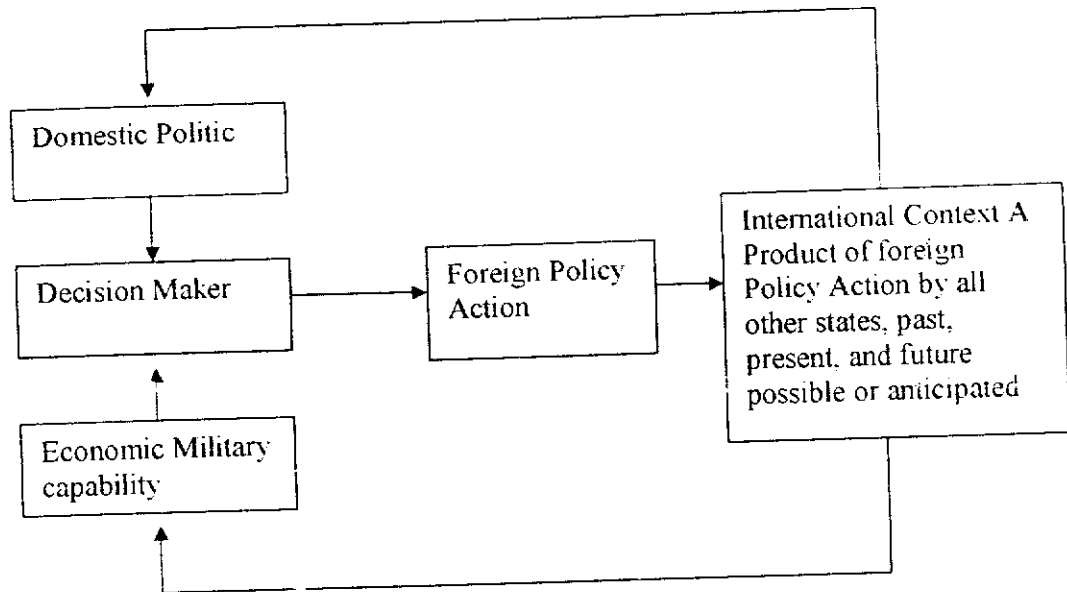 Domestic Politic
Decision Maker
Economic Military
capability
Foreign Policy
Action
International Context A
Product of foreign
Policy Action by all
other states, past,
present, and future
possible or anticipated